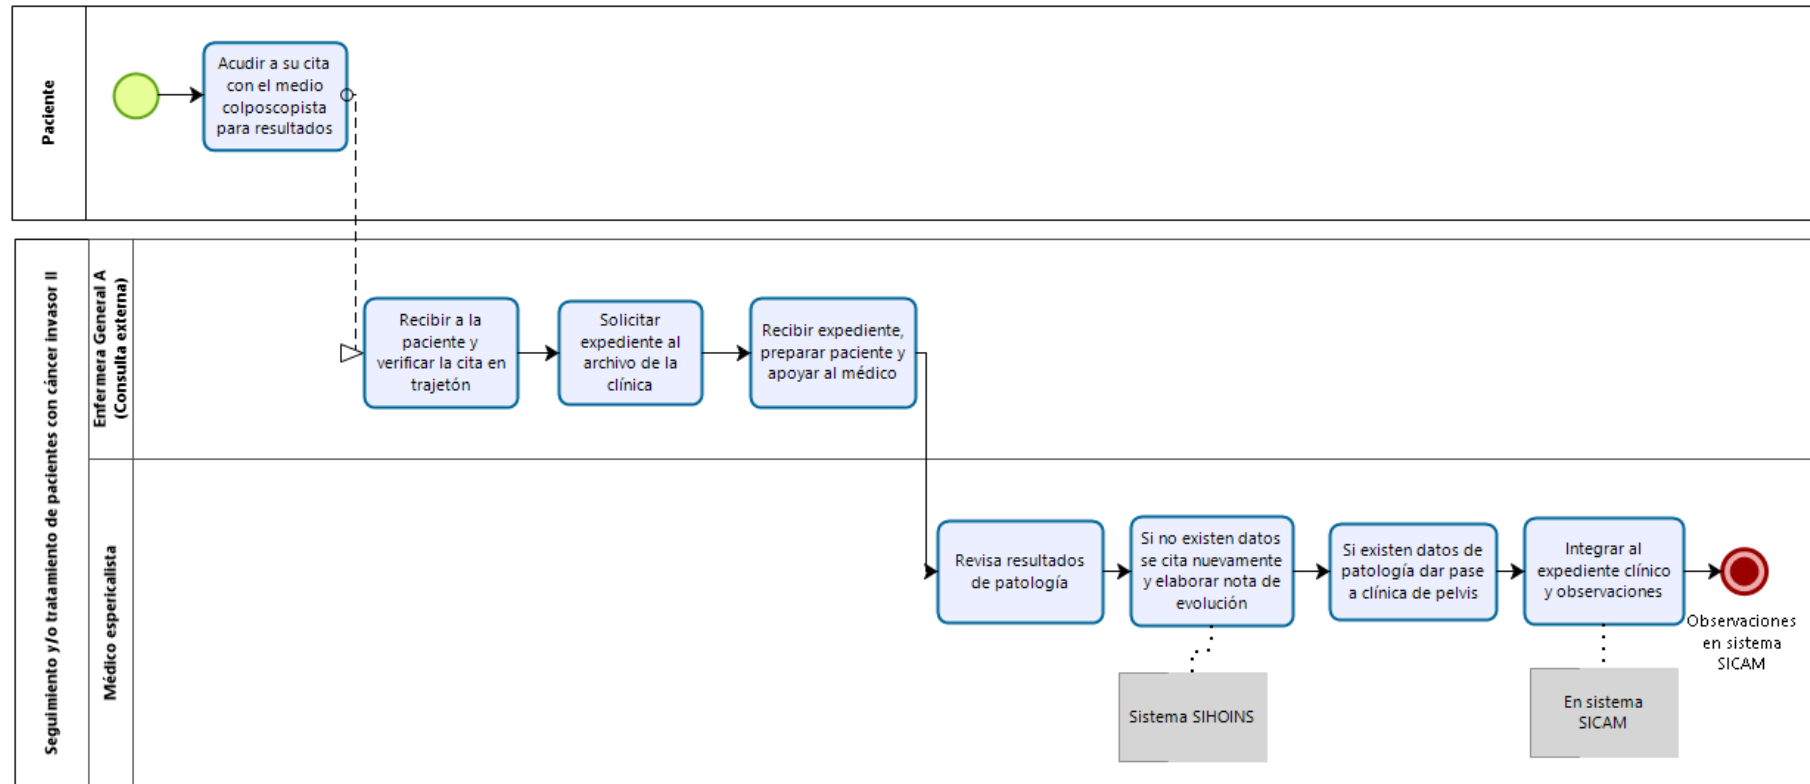 Paciente
Acudir a su cita
con el medio
colposcopista
para resultados
Seguimiento y/o tratamiento de pacientes con cáncer invasor II
Enfermera General A
(Consulta externa)
Recibir a la
paciente y
verificar la cita en
trajetón
Solicitar
expediente al
archivo de la
clínica
Recibir expediente,
preparar paciente y
apoyar al médico
Médico espericalista
Revisa resultados
de patología
Si no existen datos
se cita nuevamente
y elaborar nota de
evolución
Si existen datos de
patología dar pase
a clínica de pelvis
Integrar al
expediente clínico
y observaciones
Observaciones
en sistema
SICAM
Sistema SIHOINS
En sistema
SICAM